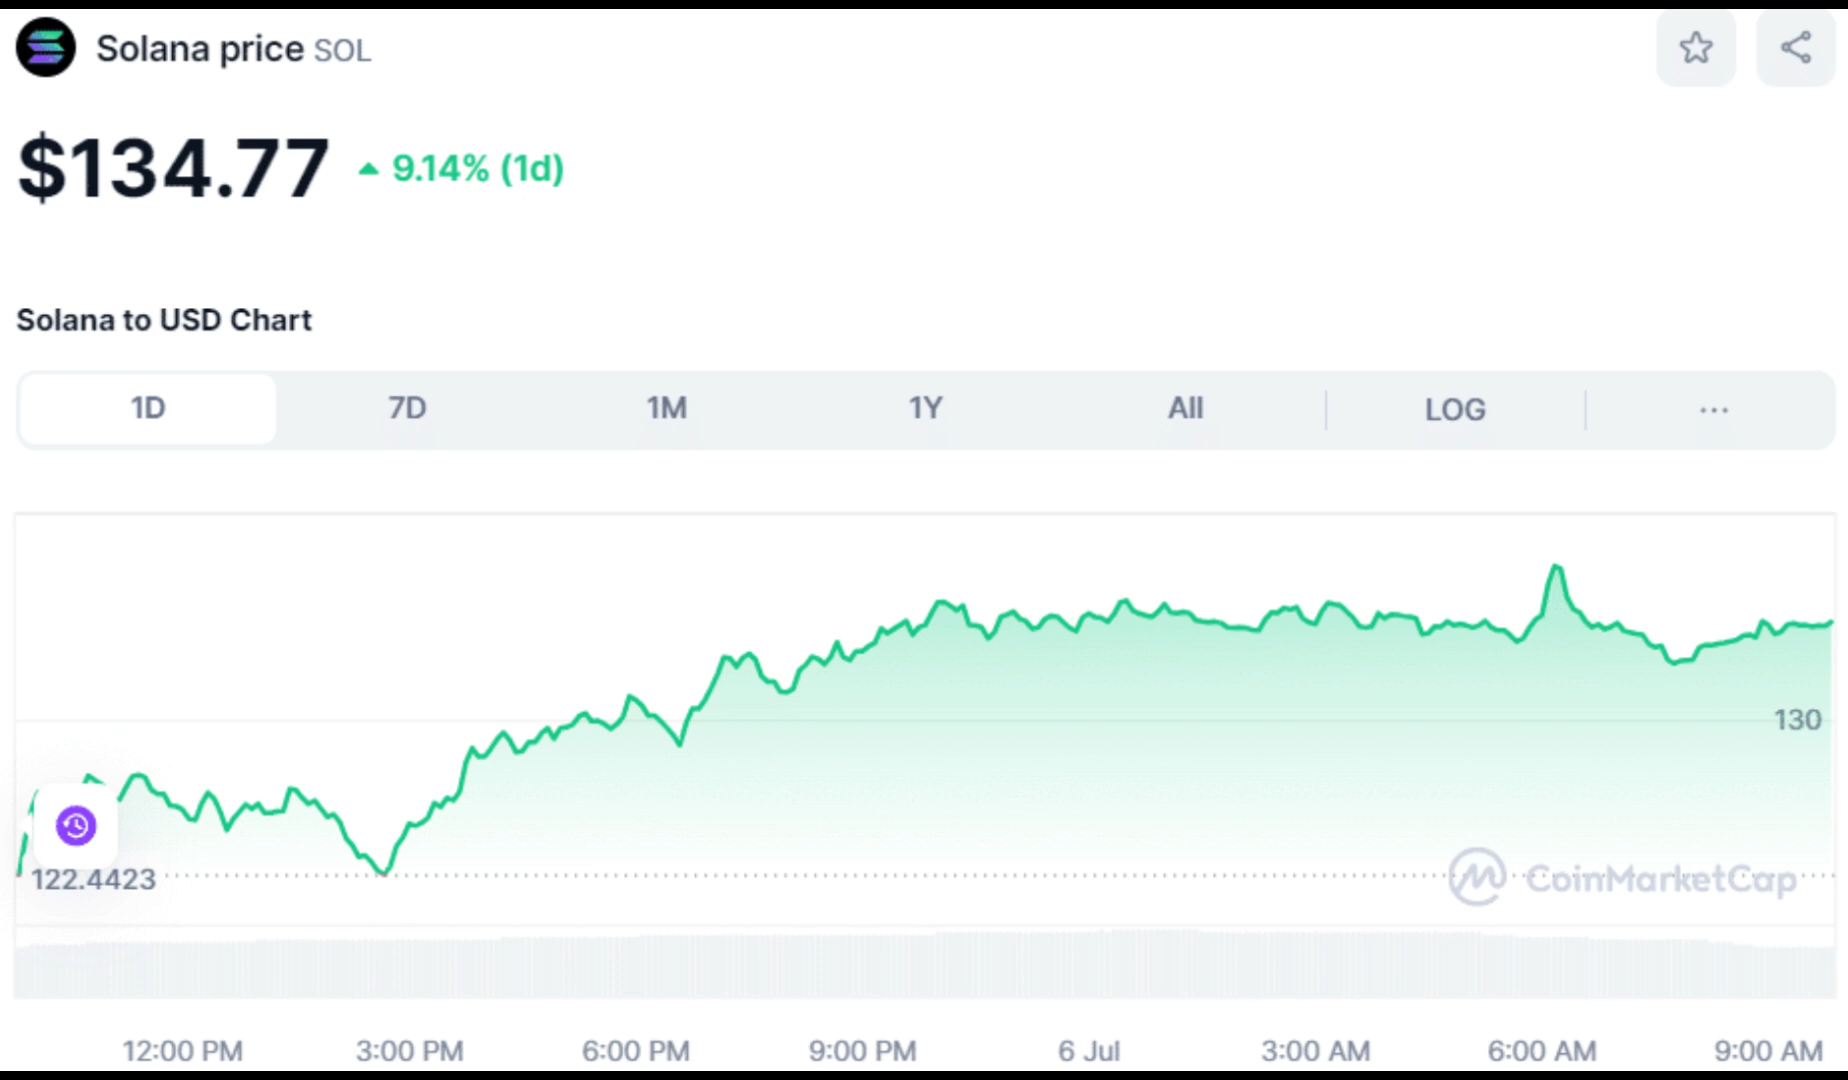 Solana price SOL
$134.77 9.14% (1d)
Solana to USD Chart
1D 7D 1M 1Y All LOG ...
130
122.4423
CoinMarketCap
12:00 PM 3:00 PM 6:00 PM 9:00 PM 6 Jul 3:00 AM 6:00 AM 9:00 AM